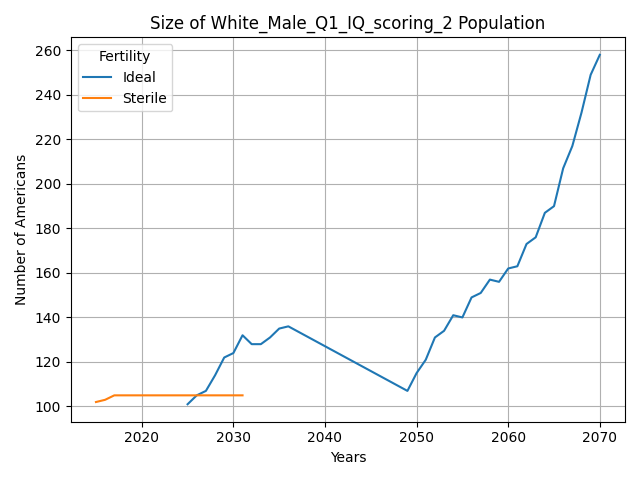 Size of White_Male_Q1_IQ_scoring_2 Population
Fertility
Ideal
Sterile
260
240
220
200
180
160
140
120
100
Number of Americans
2020 2030 2040 2050 2060 2070
Years